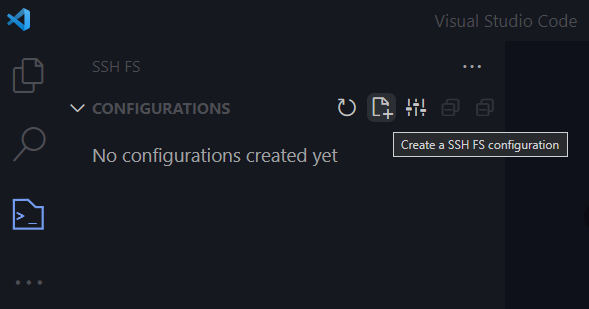 Visual Studio Code
SSH FS
CONFIGURATIONS
Create a SSH FS configuration
No configurations created yet